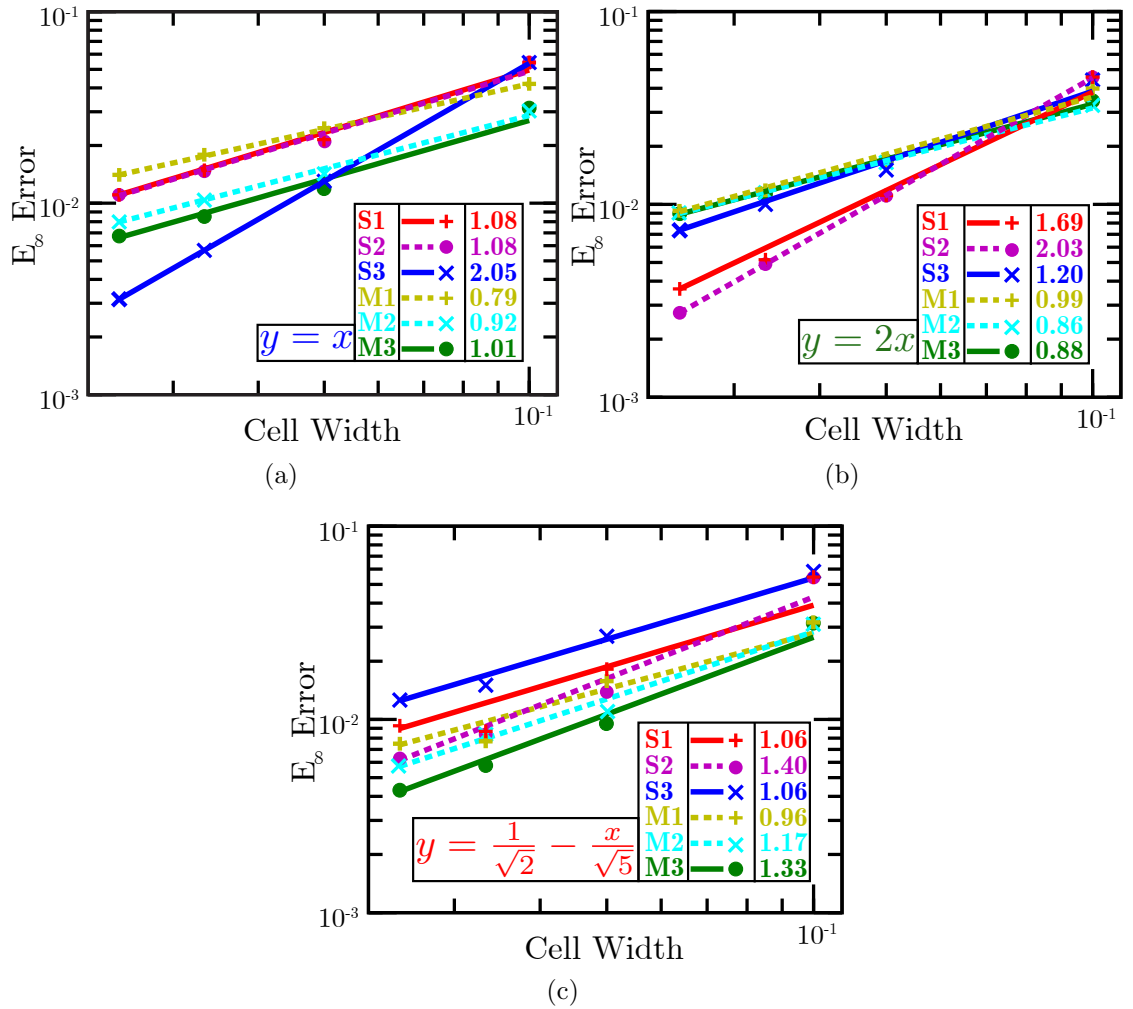 10-1
E∞ Error
10-2
10-3
S1 1.08
S2 1.08
S3 2.05
M1 0.79
M2 0.92
M3 1.01
y = x
Cell Width
10-1
(a)
10-1
E∞ Error
10-2
10-3
S1 1.69
S2 2.03
S3 1.20
M1 0.99
M2 0.86
M3 0.88
y = 2x
Cell Width
10-1
(b)
10-1
E∞ Error
10-2
10-3
S1 1.06
S2 1.40
S3 1.06
M1 0.96
M2 1.17
M3 1.33
y = 1/√2 − x/√5
Cell Width
10-1
(c)